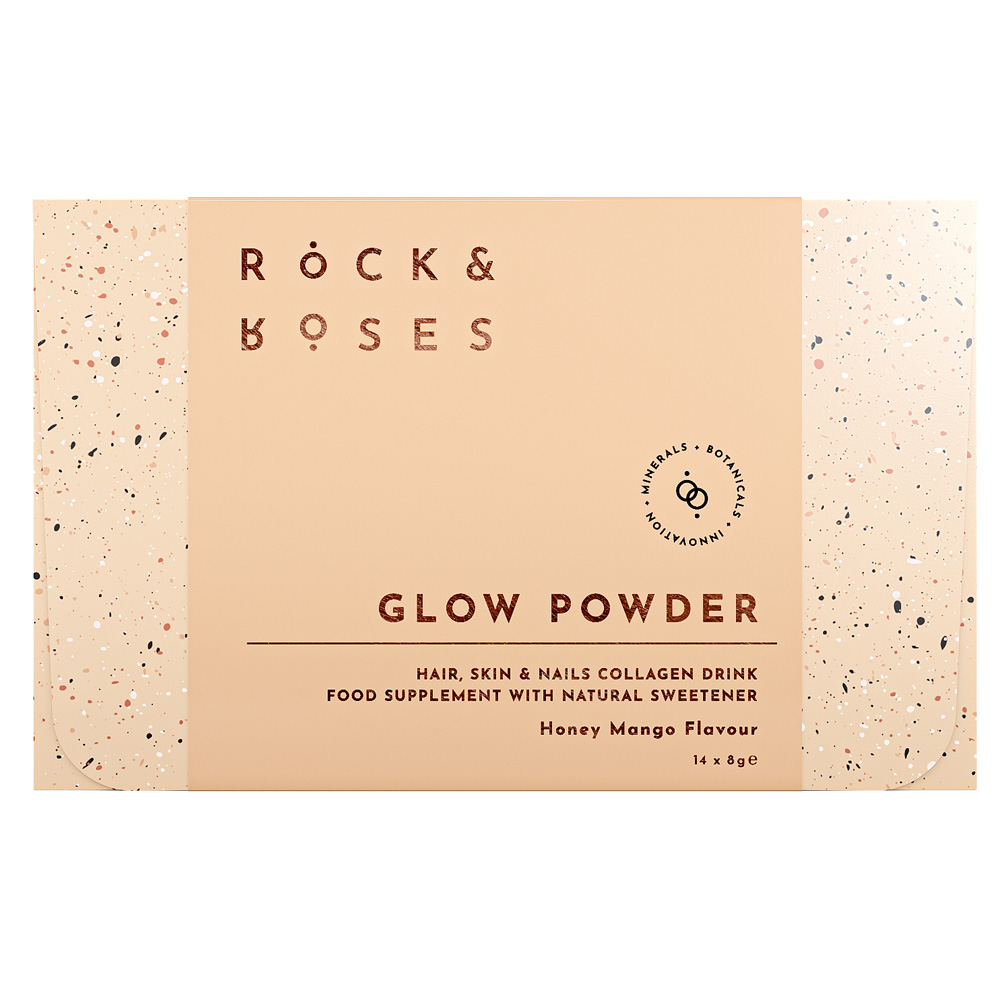 ROCK &
ROSES
MINERALS + BOTANICALS + INNOVATION +
GLOW POWDER
HAIR, SKIN & NAILS COLLAGEN DRINK
FOOD SUPPLEMENT WITH NATURAL SWEETENER
Honey Mango Flavour
14 x 8g℮